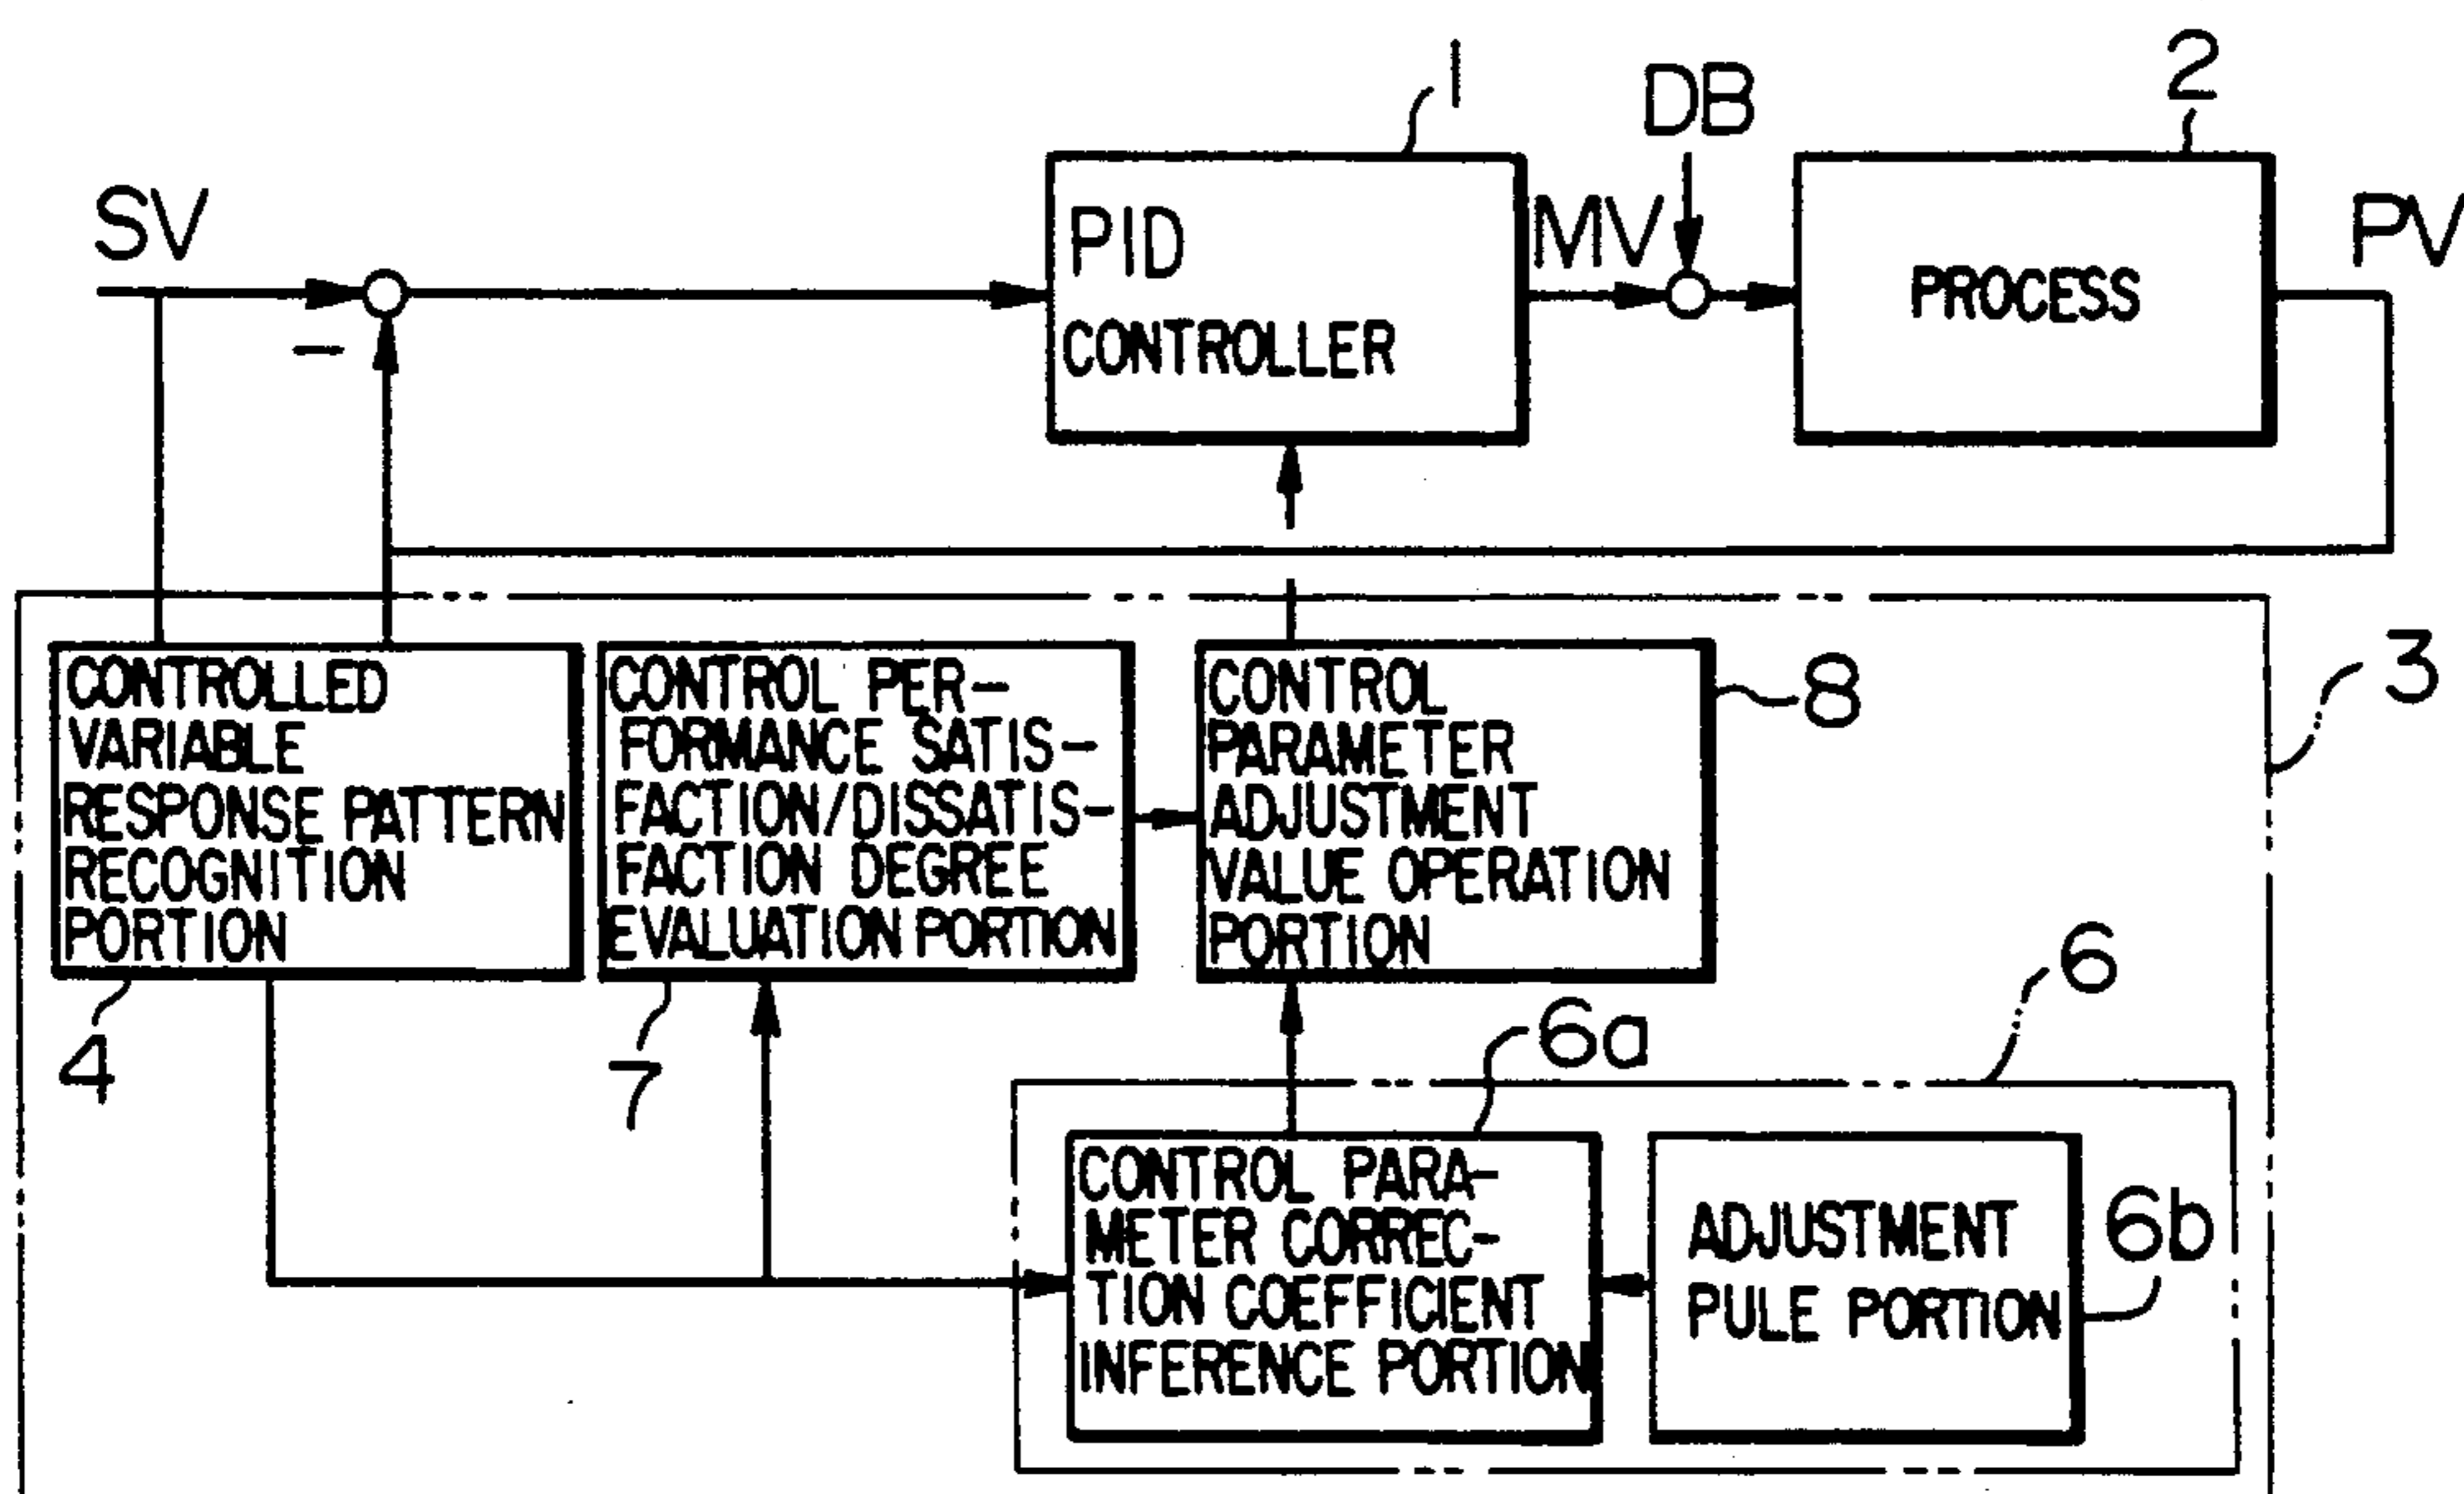 1
2
DB
SV
PID
CONTROLLER
MV
PROCESS
PV
-
3
CONTROLLED
VARIABLE
RESPONSE PATTERN
RECOGNITION
PORTION
CONTROL PER-
FORMANCE SATIS-
FACTION/DISSATIS-
FACTION DEGREE
EVALUATION PORTION
CONTROL
PARAMETER
ADJUSTMENT
VALUE OPERATION
PORTION
8
4
7
6a
6
CONTROL PARA-
METER CORREC-
TION COEFFICIENT
INFERENCE PORTION
ADJUSTMENT
PULE PORTION
6b